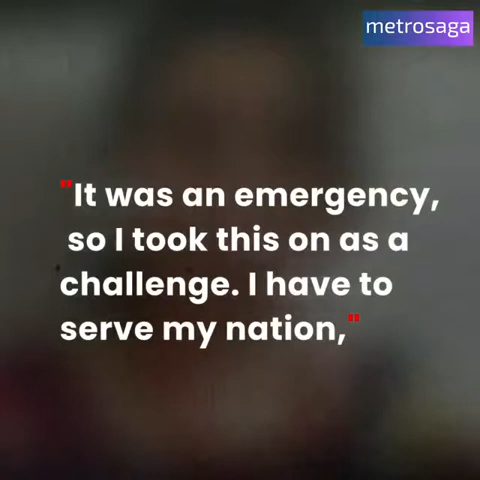 metrosaga
"It was an emergency,
so I took this on as a
challenge. I have to
serve my nation,"